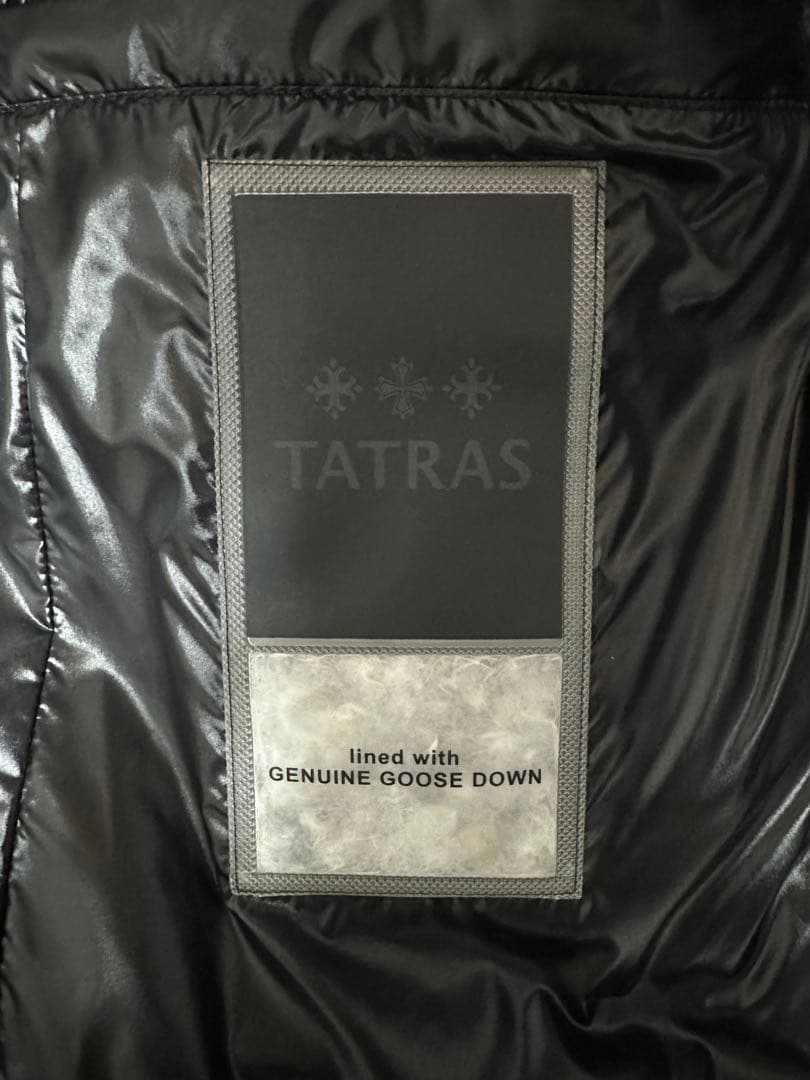 TATRAS
lined with
GENUINE GOOSE DOWN